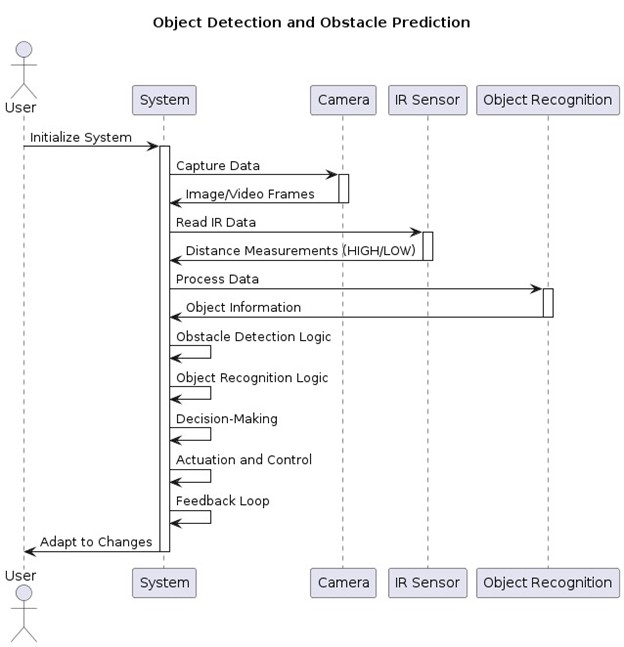 Object Detection and Obstacle Prediction
User
System
Camera
IR Sensor
Object Recognition
Initialize System
Capture Data
Image/Video Frames
Read IR Data
Distance Measurements (HIGH/LOW)
Process Data
Object Information
Obstacle Detection Logic
Object Recognition Logic
Decision-Making
Actuation and Control
Feedback Loop
Adapt to Changes
User
System
Camera
IR Sensor
Object Recognition